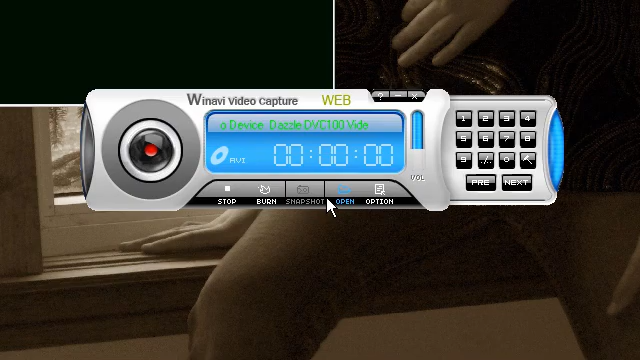 Winavi video capture WEB
? – ×
o Device Dazzle DVC100 Vide
AVI 00:00:00
VOL
STOP BURN SNAPSHOT OPEN OPTION
1 2 3 4
5 6 7 8
9 -/-- 0
PRE NEXT